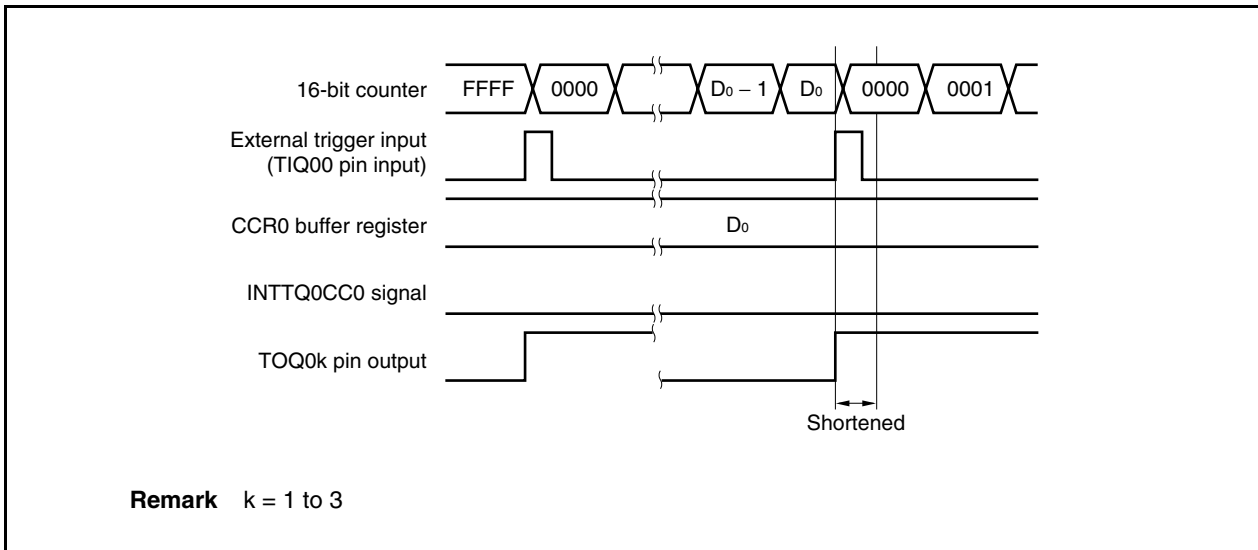 16-bit counter FFFF 0000 D0 − 1 D0 0000 0001
External trigger input
(TIQ00 pin input)
CCR0 buffer register D0
INTTQ0CC0 signal
TOQ0k pin output
Shortened
Remark k = 1 to 3